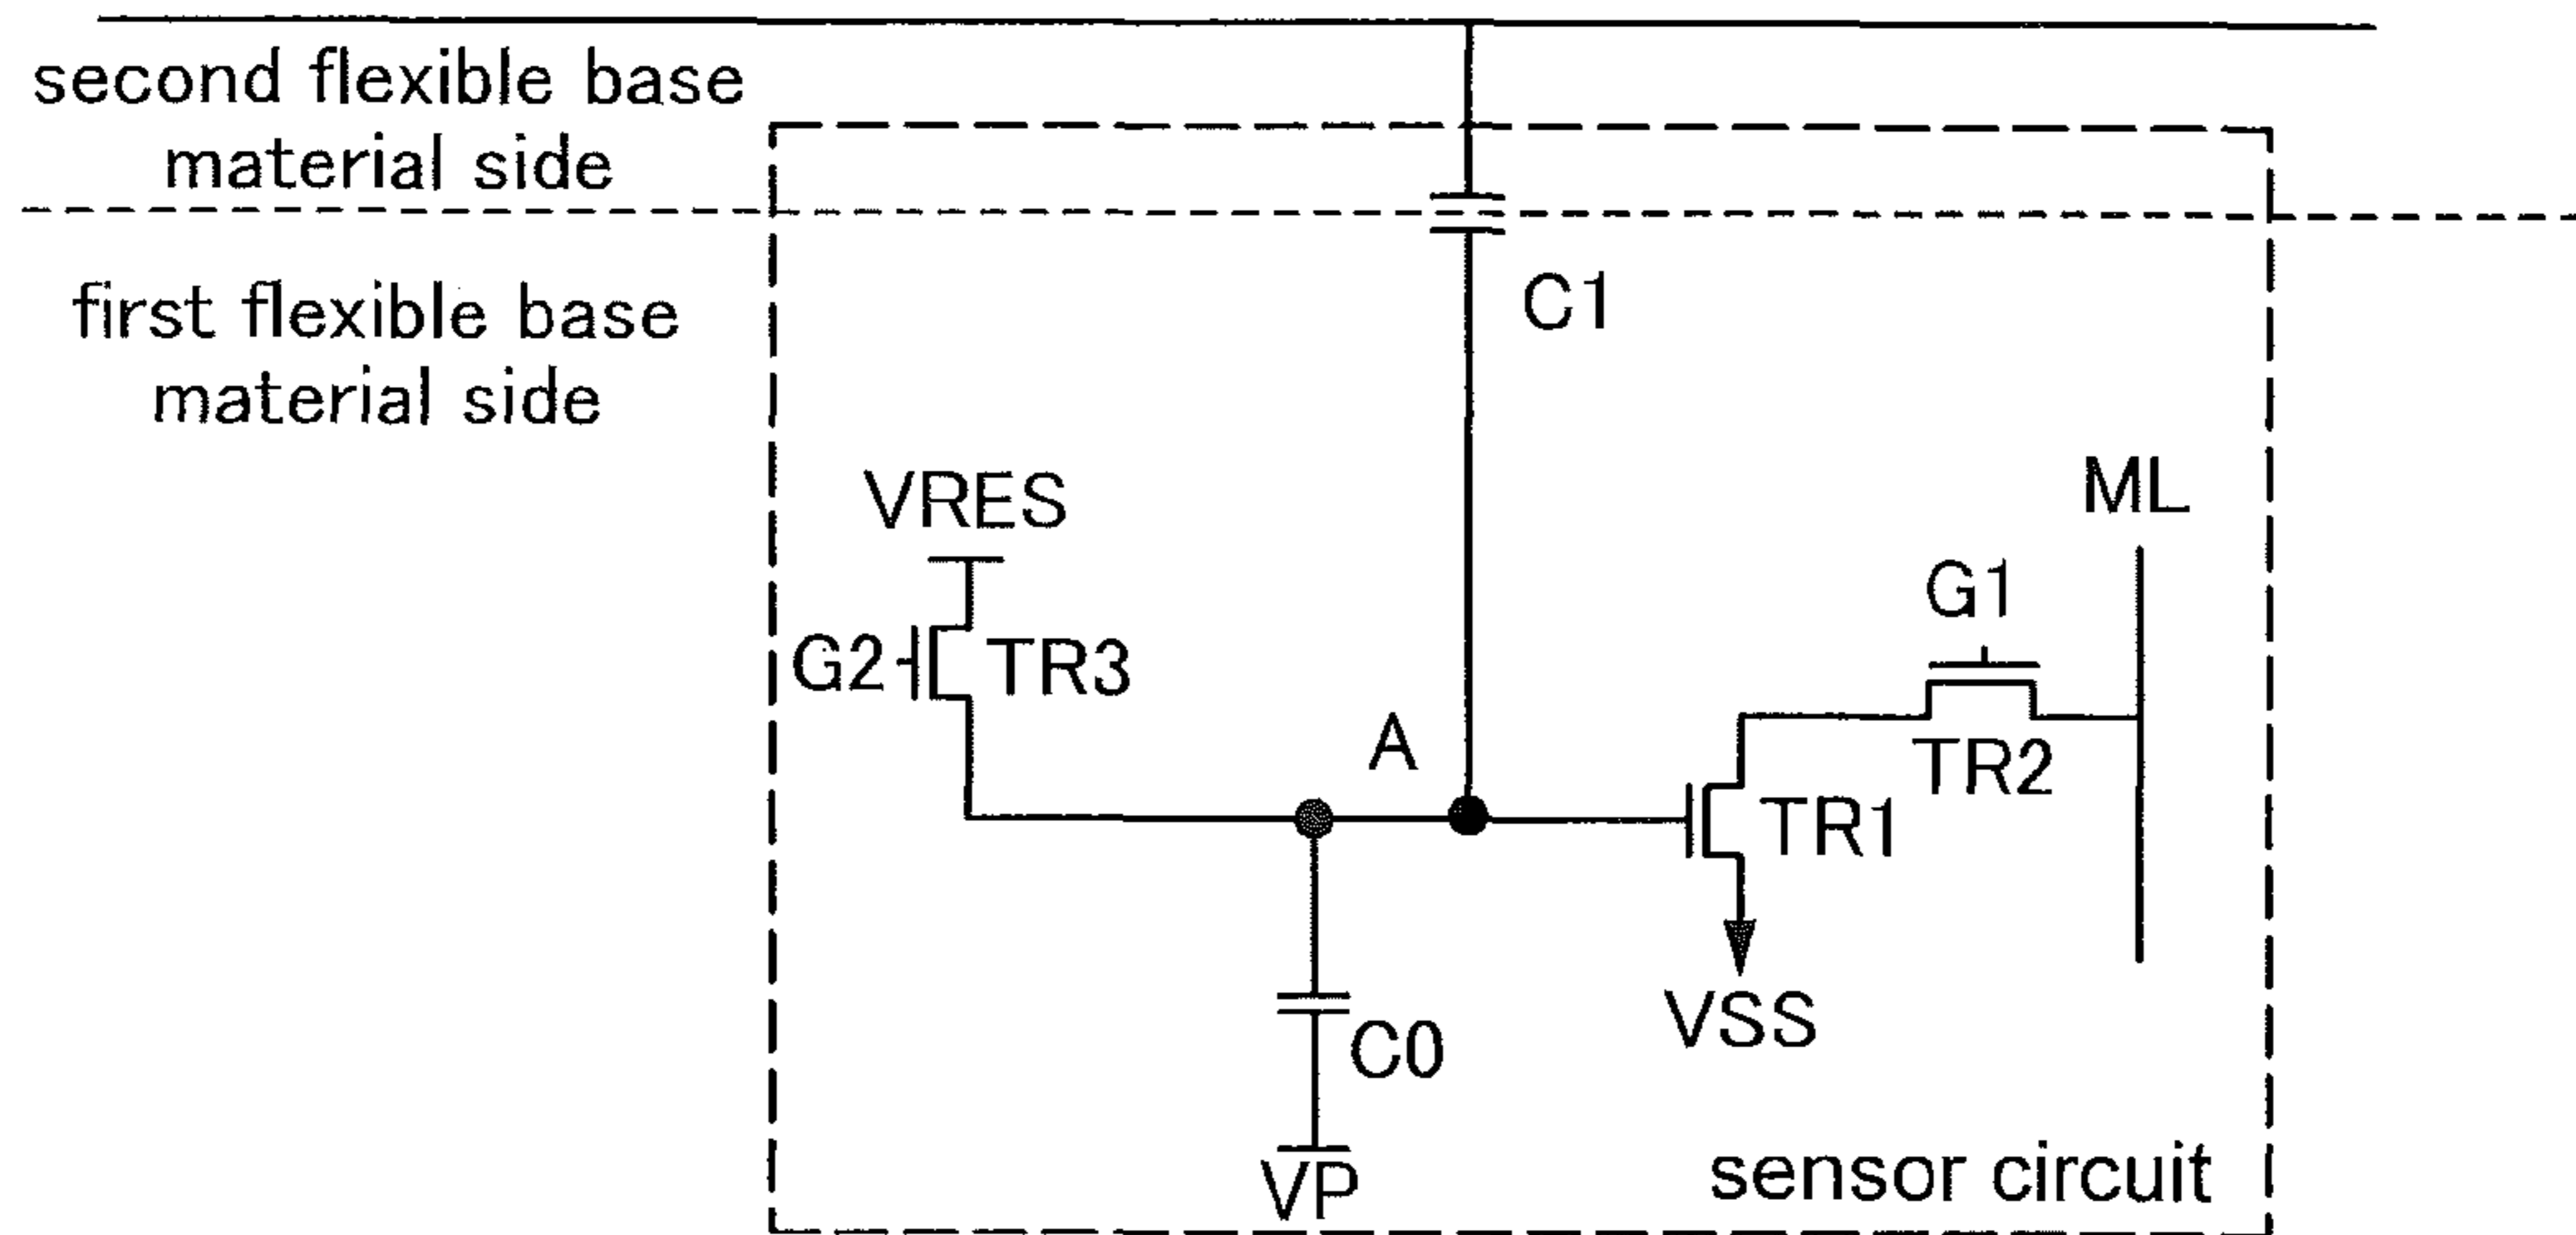 second flexible base
material side
first flexible base
material side
C1
VRES
ML
G1
G2
TR3
A
TR2
TR1
VSS
C0
VP
sensor circuit